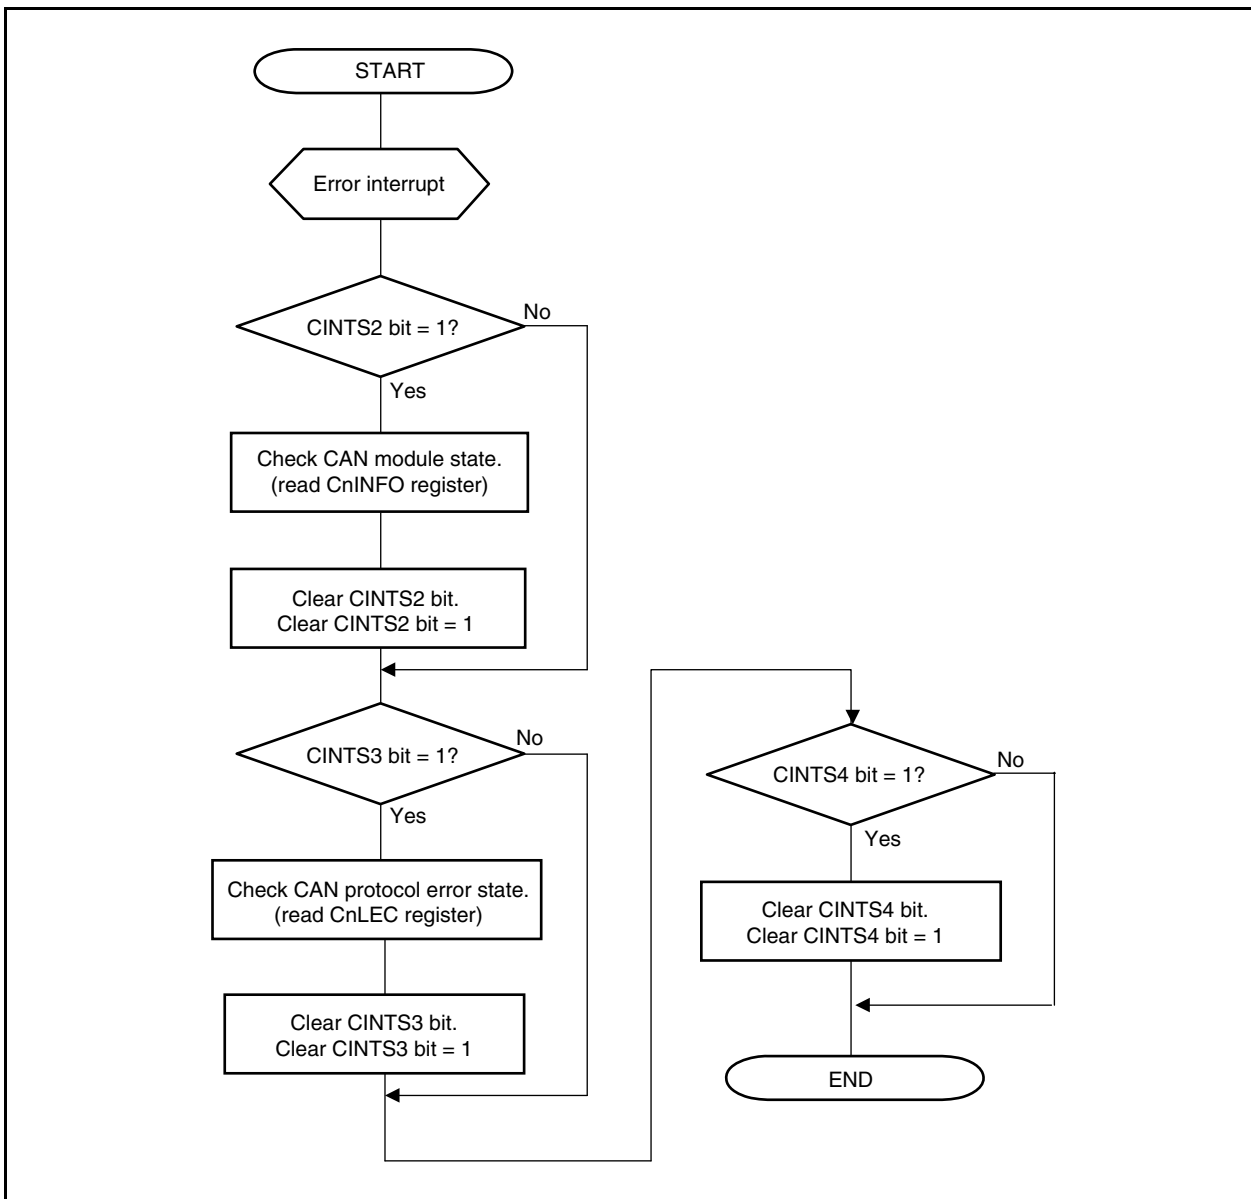 START
Error interrupt
CINTS2 bit = 1?
No
Yes
Check CAN module state.
(read CnINFO register)
Clear CINTS2 bit.
Clear CINTS2 bit = 1
CINTS3 bit = 1?
No
Yes
Check CAN protocol error state.
(read CnLEC register)
Clear CINTS3 bit.
Clear CINTS3 bit = 1
CINTS4 bit = 1?
No
Yes
Clear CINTS4 bit.
Clear CINTS4 bit = 1
END